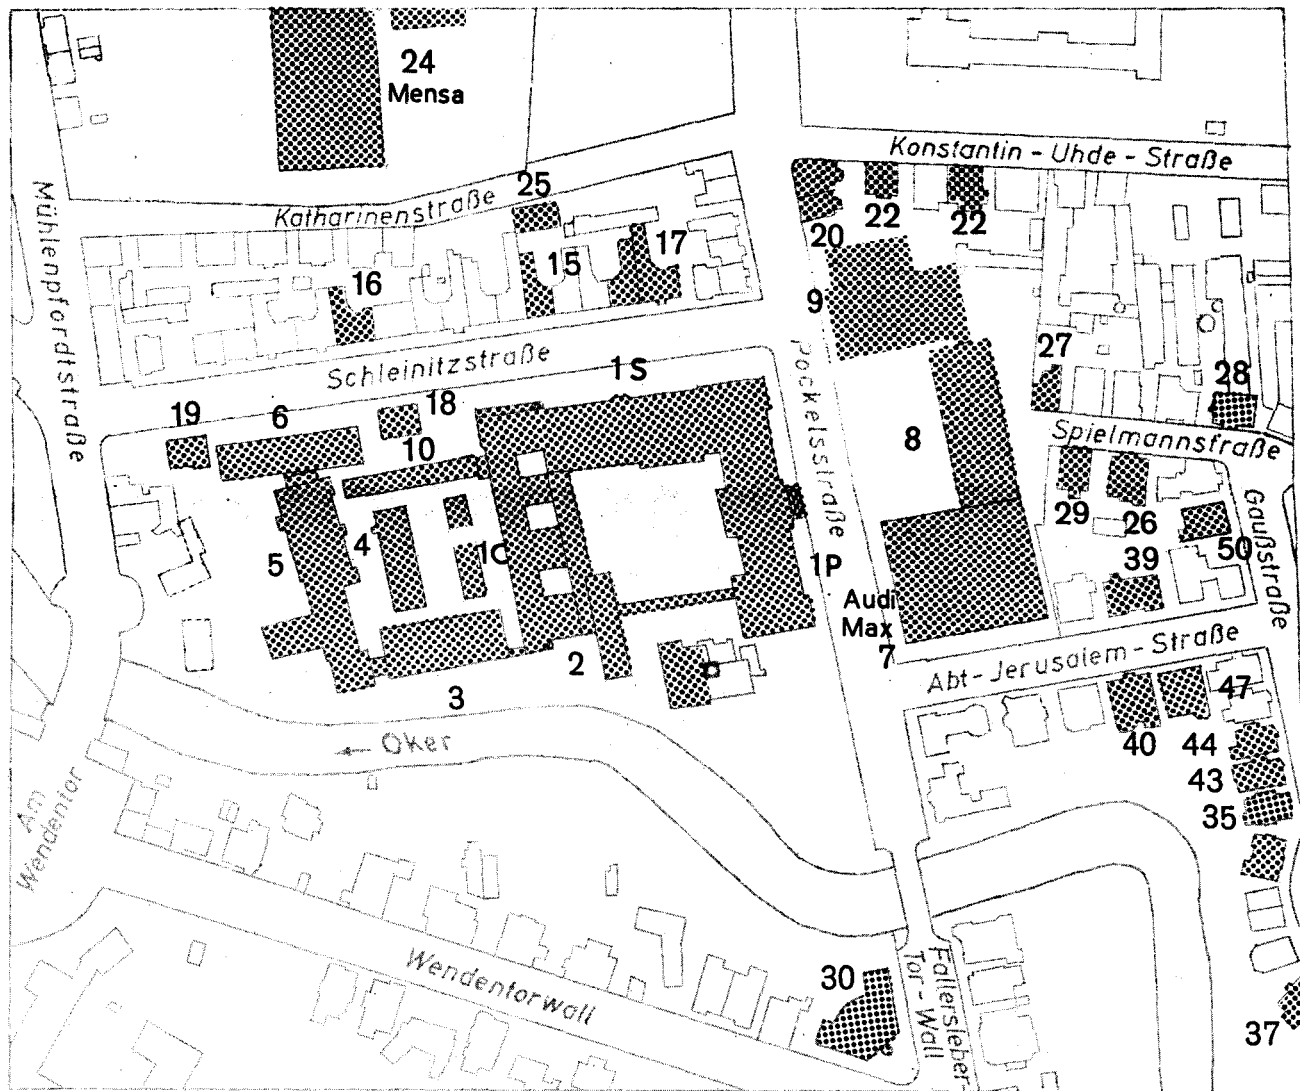 24
Mensa
Konstantin - Uhde - Straße
Mühlenpfordtstraße
Katharinenstraße
25
22
22
20
16
15
17
9
Pockelsstraße
27
28
Schleinitzstraße
1S
19
6
18
10
8
Spielmannstraße
29
26
50
Gaußstraße
5
4
1C
1P
39
Audi
Max
7
2
3
Abt-Jerusalem-Straße
47
40
44
43
35
← Oker
Am
Wendentor
Wendentorwall
30
Fallersleber-
Tor-Wall
37